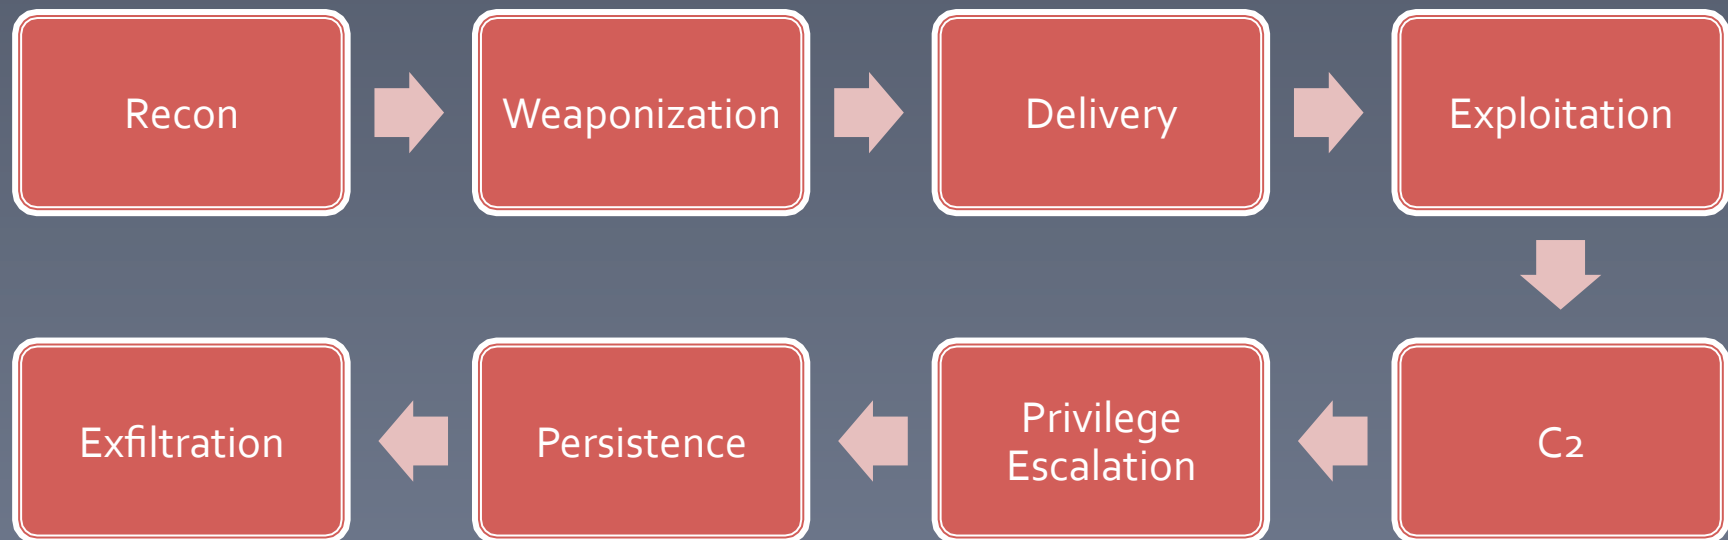 Recon
Weaponization
Delivery
Exploitation
C2
Privilege
Escalation
Persistence
Exfiltration